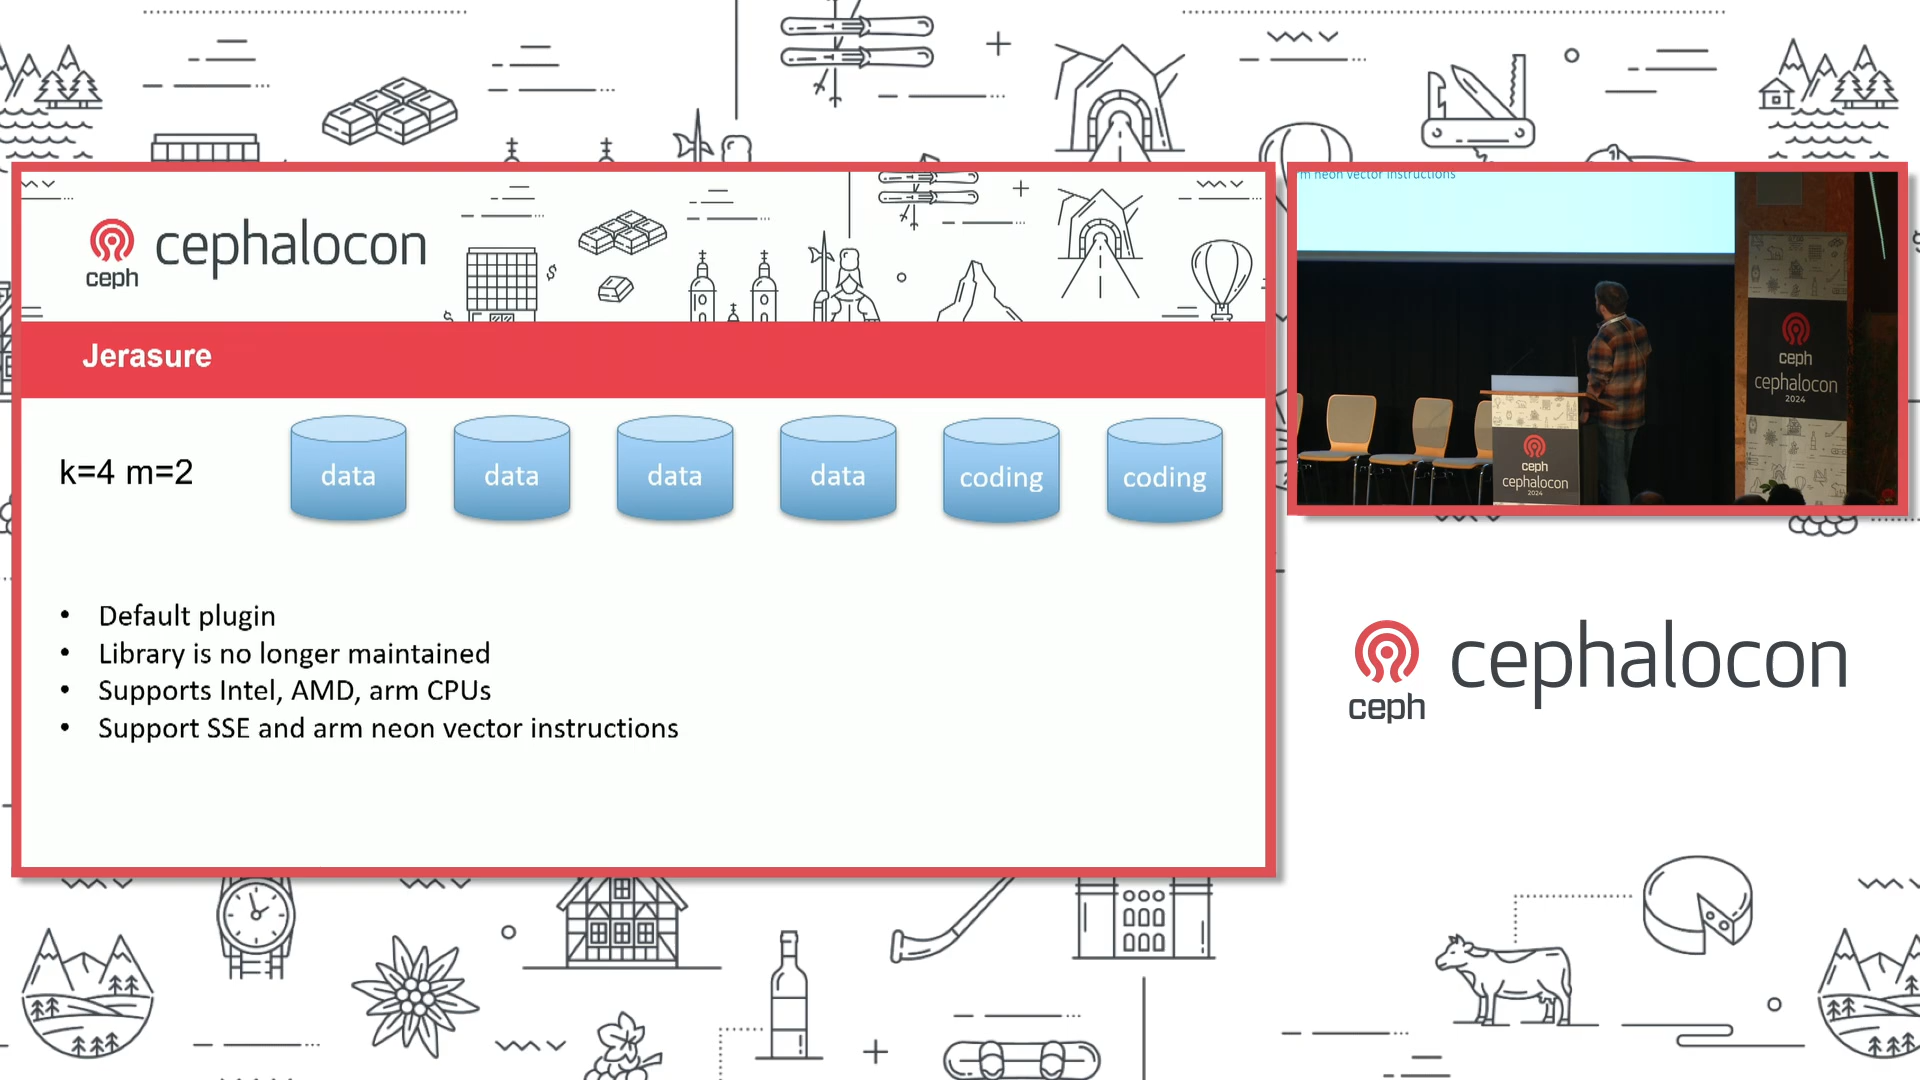 ceph
cephalocon
Jerasure
k=4 m=2
data
data
data
data
coding
coding
• Default plugin
• Library is no longer maintained
• Supports Intel, AMD, arm CPUs
• Support SSE and arm neon vector instructions
m neon vector instructions
ceph
cephalocon
2024
ceph
cephalocon
2024
ceph
cephalocon